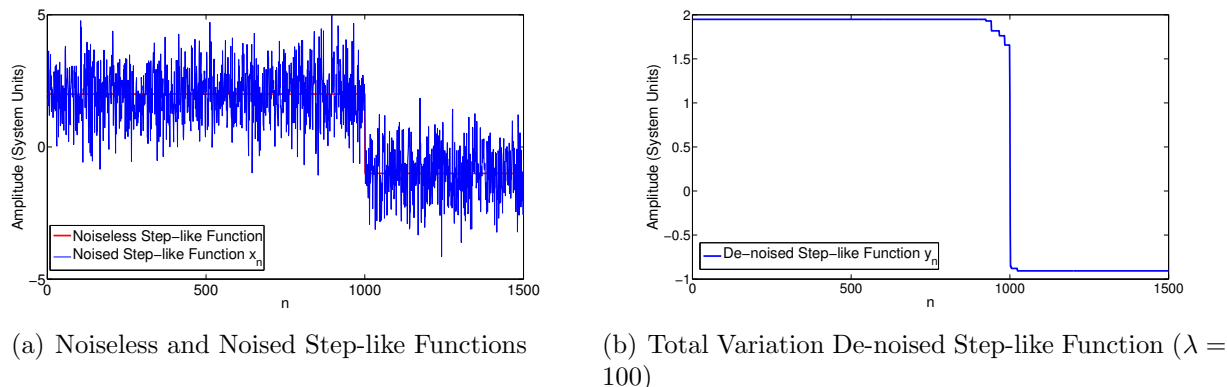 5
0
−5
0
500
1000
1500
n
Amplitude (System Units)
Noiseless Step−like Function
Noised Step−like Function xn
2
1.5
1
0.5
0
−0.5
−1
0
500
1000
1500
n
Amplitude (System Units)
De−noised Step−like Function yn
(a) Noiseless and Noised Step-like Functions
(b) Total Variation De-noised Step-like Function (λ =
100)